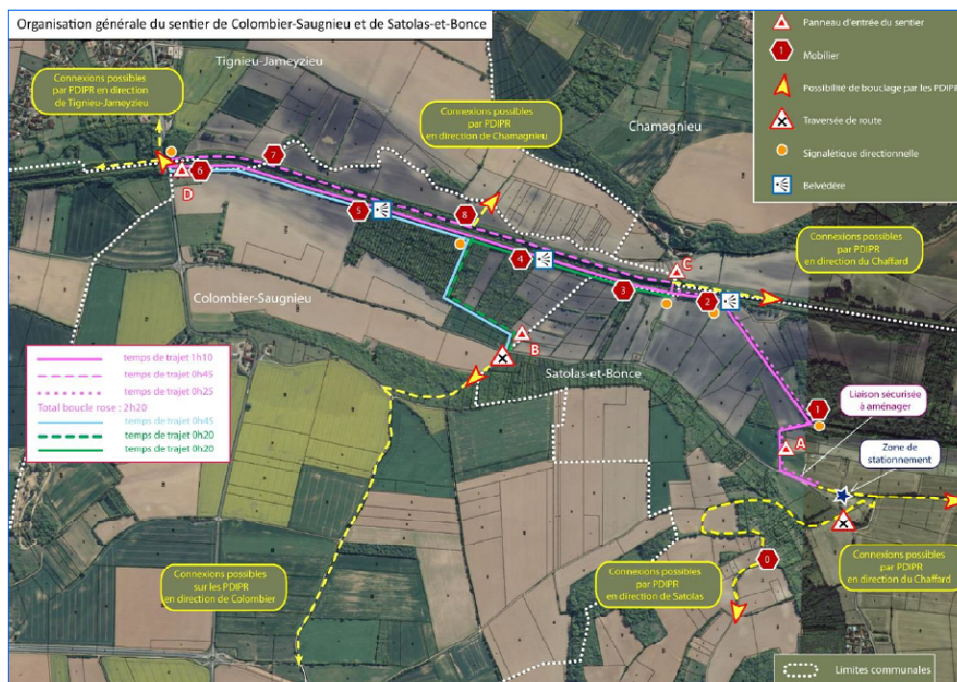 Organisation générale du sentier de Colombier-Saugnieu et de Satolas-et-Bonce
Panneau d'entrée du sentier
1
Mobilier
Possibilité de bouclage par les PDIPR
Traversée de route
Signalétique directionnelle
Belvédère
Tignieu-Jameyzieu
Connexions possibles
par PDIPR en direction
de Tignieu-Jameyzieu
Connexions possibles
par PDIPR
en direction de Chamagnieu
Chamagnieu
7
6
D
5
8
4
C
3
2
Connexions possibles
par PDIPR
en direction du Chaffard
Colombier-Saugnieu
B
Satolas-et-Bonce
temps de trajet 1h10
temps de trajet 0h45
temps de trajet 0h25
Total boucle rose : 2h20
temps de trajet 0h45
temps de trajet 0h20
temps de trajet 0h20
1
A
Liaison sécurisée
à aménager
Zone de
stationnement
0
Connexions possibles
sur les PDIPR
en direction de Colombier
Connexions possibles
par PDIPR
en direction de Satolas
Connexions possibles
par PDIPR
en direction du Chaffard
Limites communales